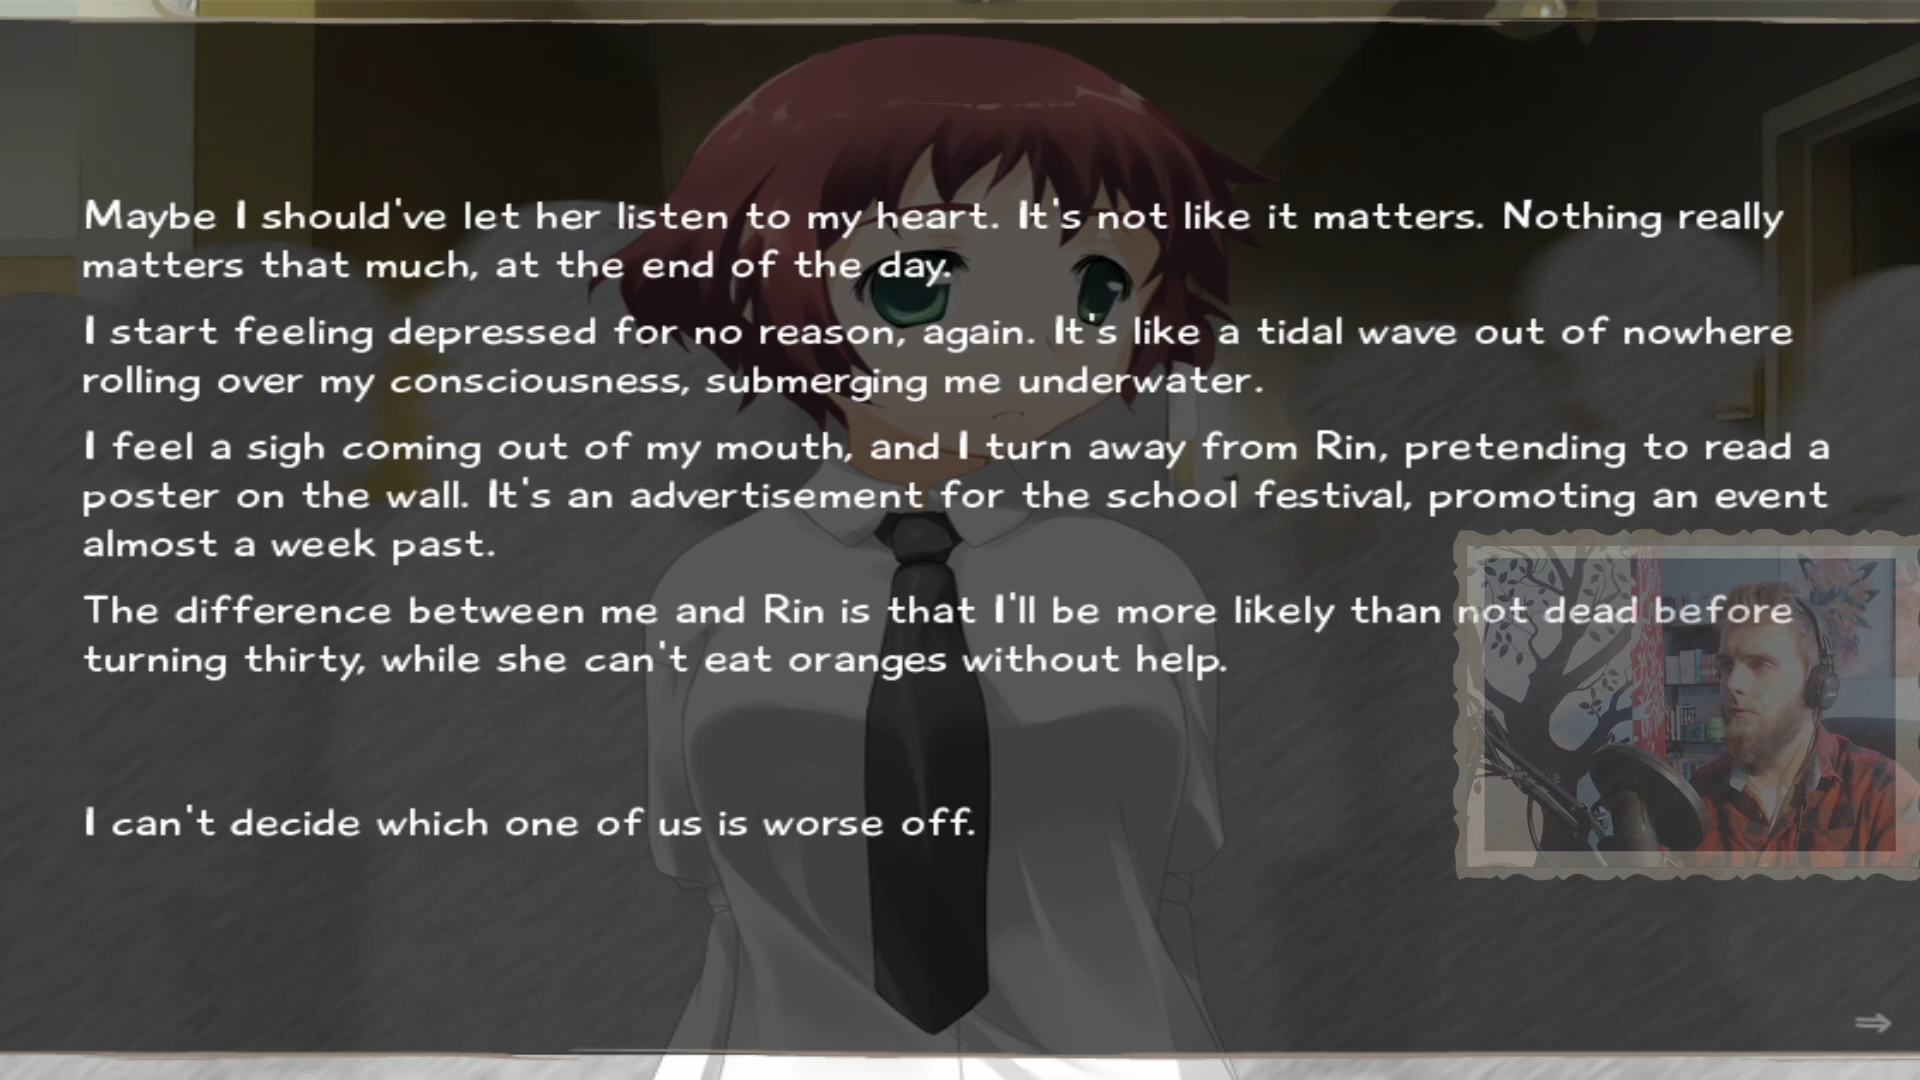 Maybe I should've let her listen to my heart. It's not like it matters. Nothing really
matters that much, at the end of the day.
I start feeling depressed for no reason, again. It's like a tidal wave out of nowhere
rolling over my consciousness, submerging me underwater.
I feel a sigh coming out of my mouth, and I turn away from Rin, pretending to read a
poster on the wall. It's an advertisement for the school festival, promoting an event
almost a week past.
The difference between me and Rin is that I'll be more likely than not dead before
turning thirty, while she can't eat oranges without help.
I can't decide which one of us is worse off.